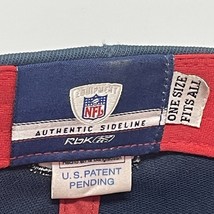 EQUIPMENT
NFL
AUTHENTIC SIDELINE
Rbk
ONE SIZE
FITS ALL
U.S. PATENT
PENDING